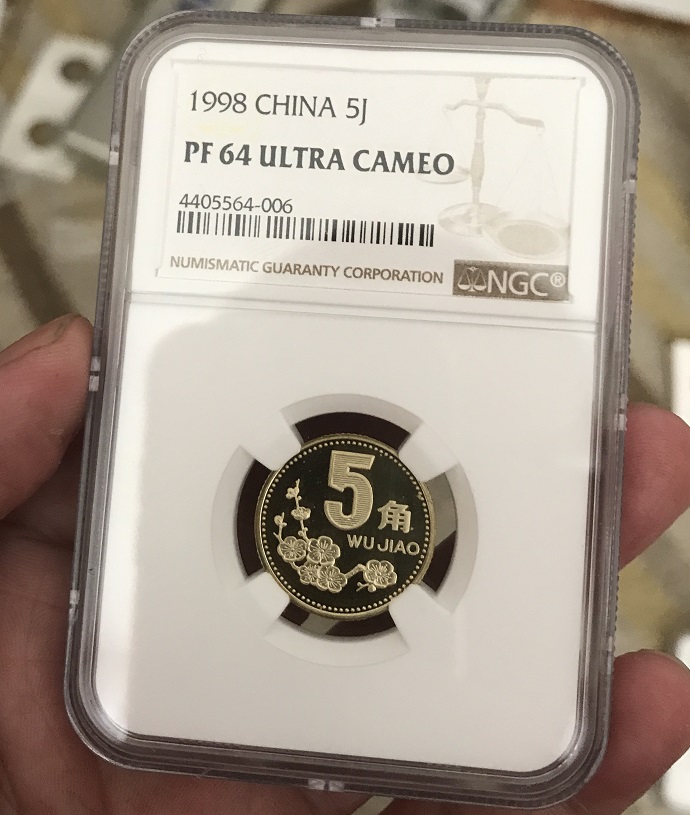 1998 CHINA 5J
PF 64 ULTRA CAMEO
4405564-006
NUMISMATIC GUARANTY CORPORATION
NGC®
5角
WU JIAO